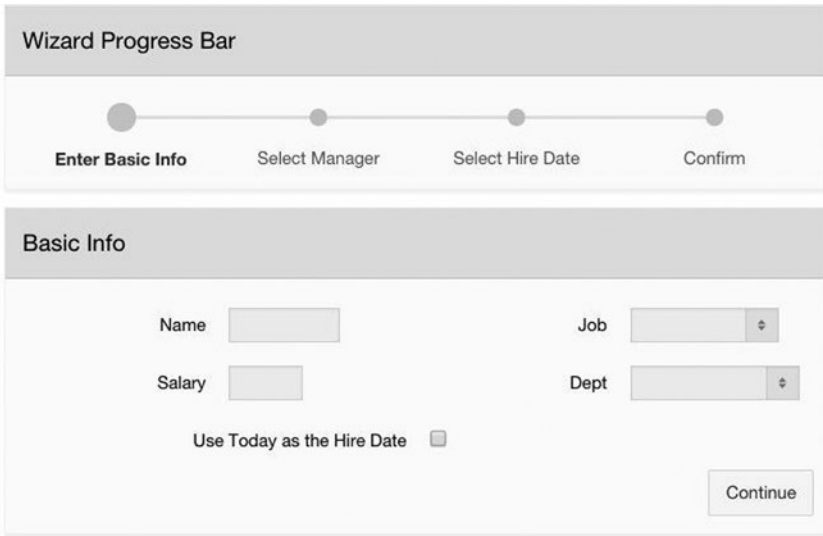 Wizard Progress Bar
Enter Basic Info Select Manager Select Hire Date Confirm
Basic Info
Name Job
Salary Dept
Use Today as the Hire Date
Continue